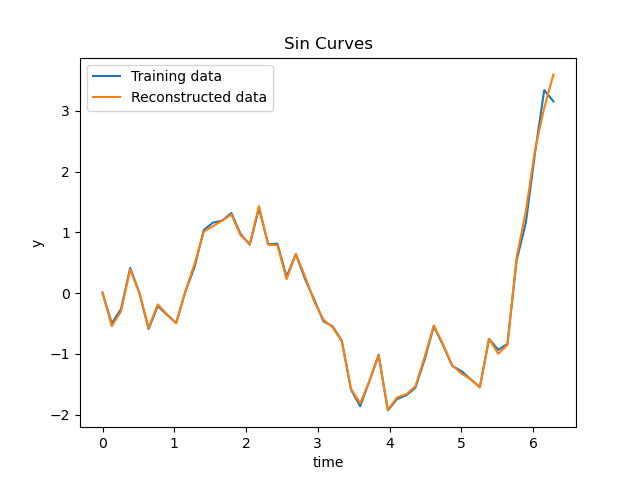 Sin Curves
Training data
Reconstructed data
3
2
1
0
−1
−2
y
0 1 2 3 4 5 6
time